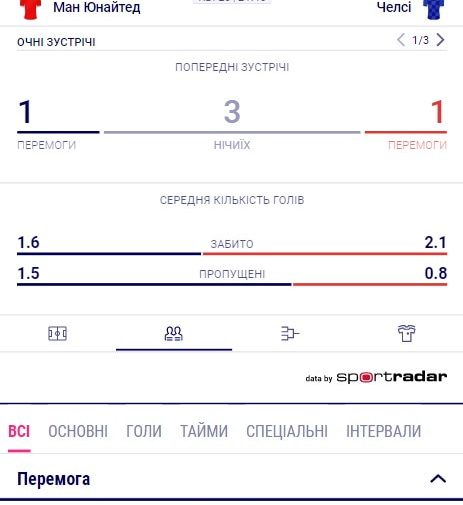 Ман Юнайтед
Челсі
ОЧНІ ЗУСТРІЧІ
1/3
ПОПЕРЕДНІ ЗУСТРІЧІ
1 3 1
ПЕРЕМОГИ НІЧИЇХ ПЕРЕМОГИ
СЕРЕДНЯ КІЛЬКІСТЬ ГОЛІВ
1.6 ЗАБИТО 2.1
1.5 ПРОПУЩЕНІ 0.8
data by sportradar
ВСІ ОСНОВНІ ГОЛИ ТАЙМИ СПЕЦІАЛЬНІ ІНТЕРВАЛИ
Перемога